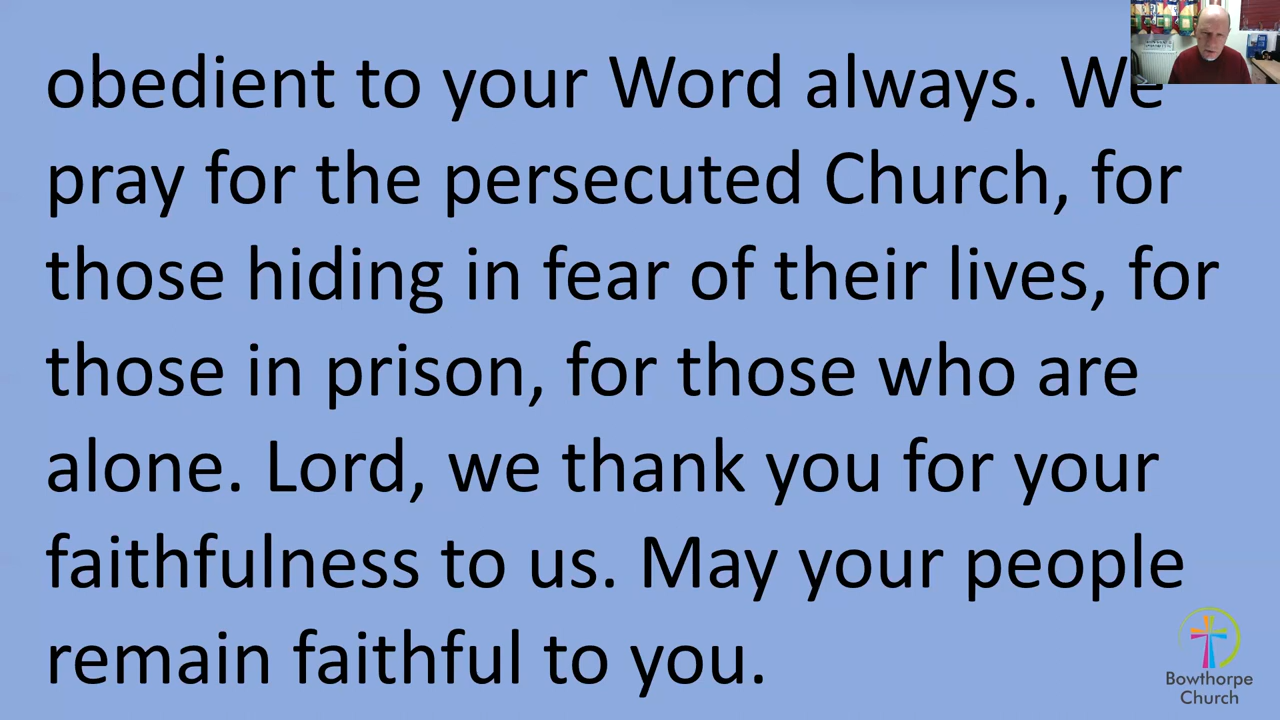 obedient to your Word always. We
pray for the persecuted Church, for
those hiding in fear of their lives, for
those in prison, for those who are
alone. Lord, we thank you for your
faithfulness to us. May your people
remain faithful to you.
Bowthorpe
Church